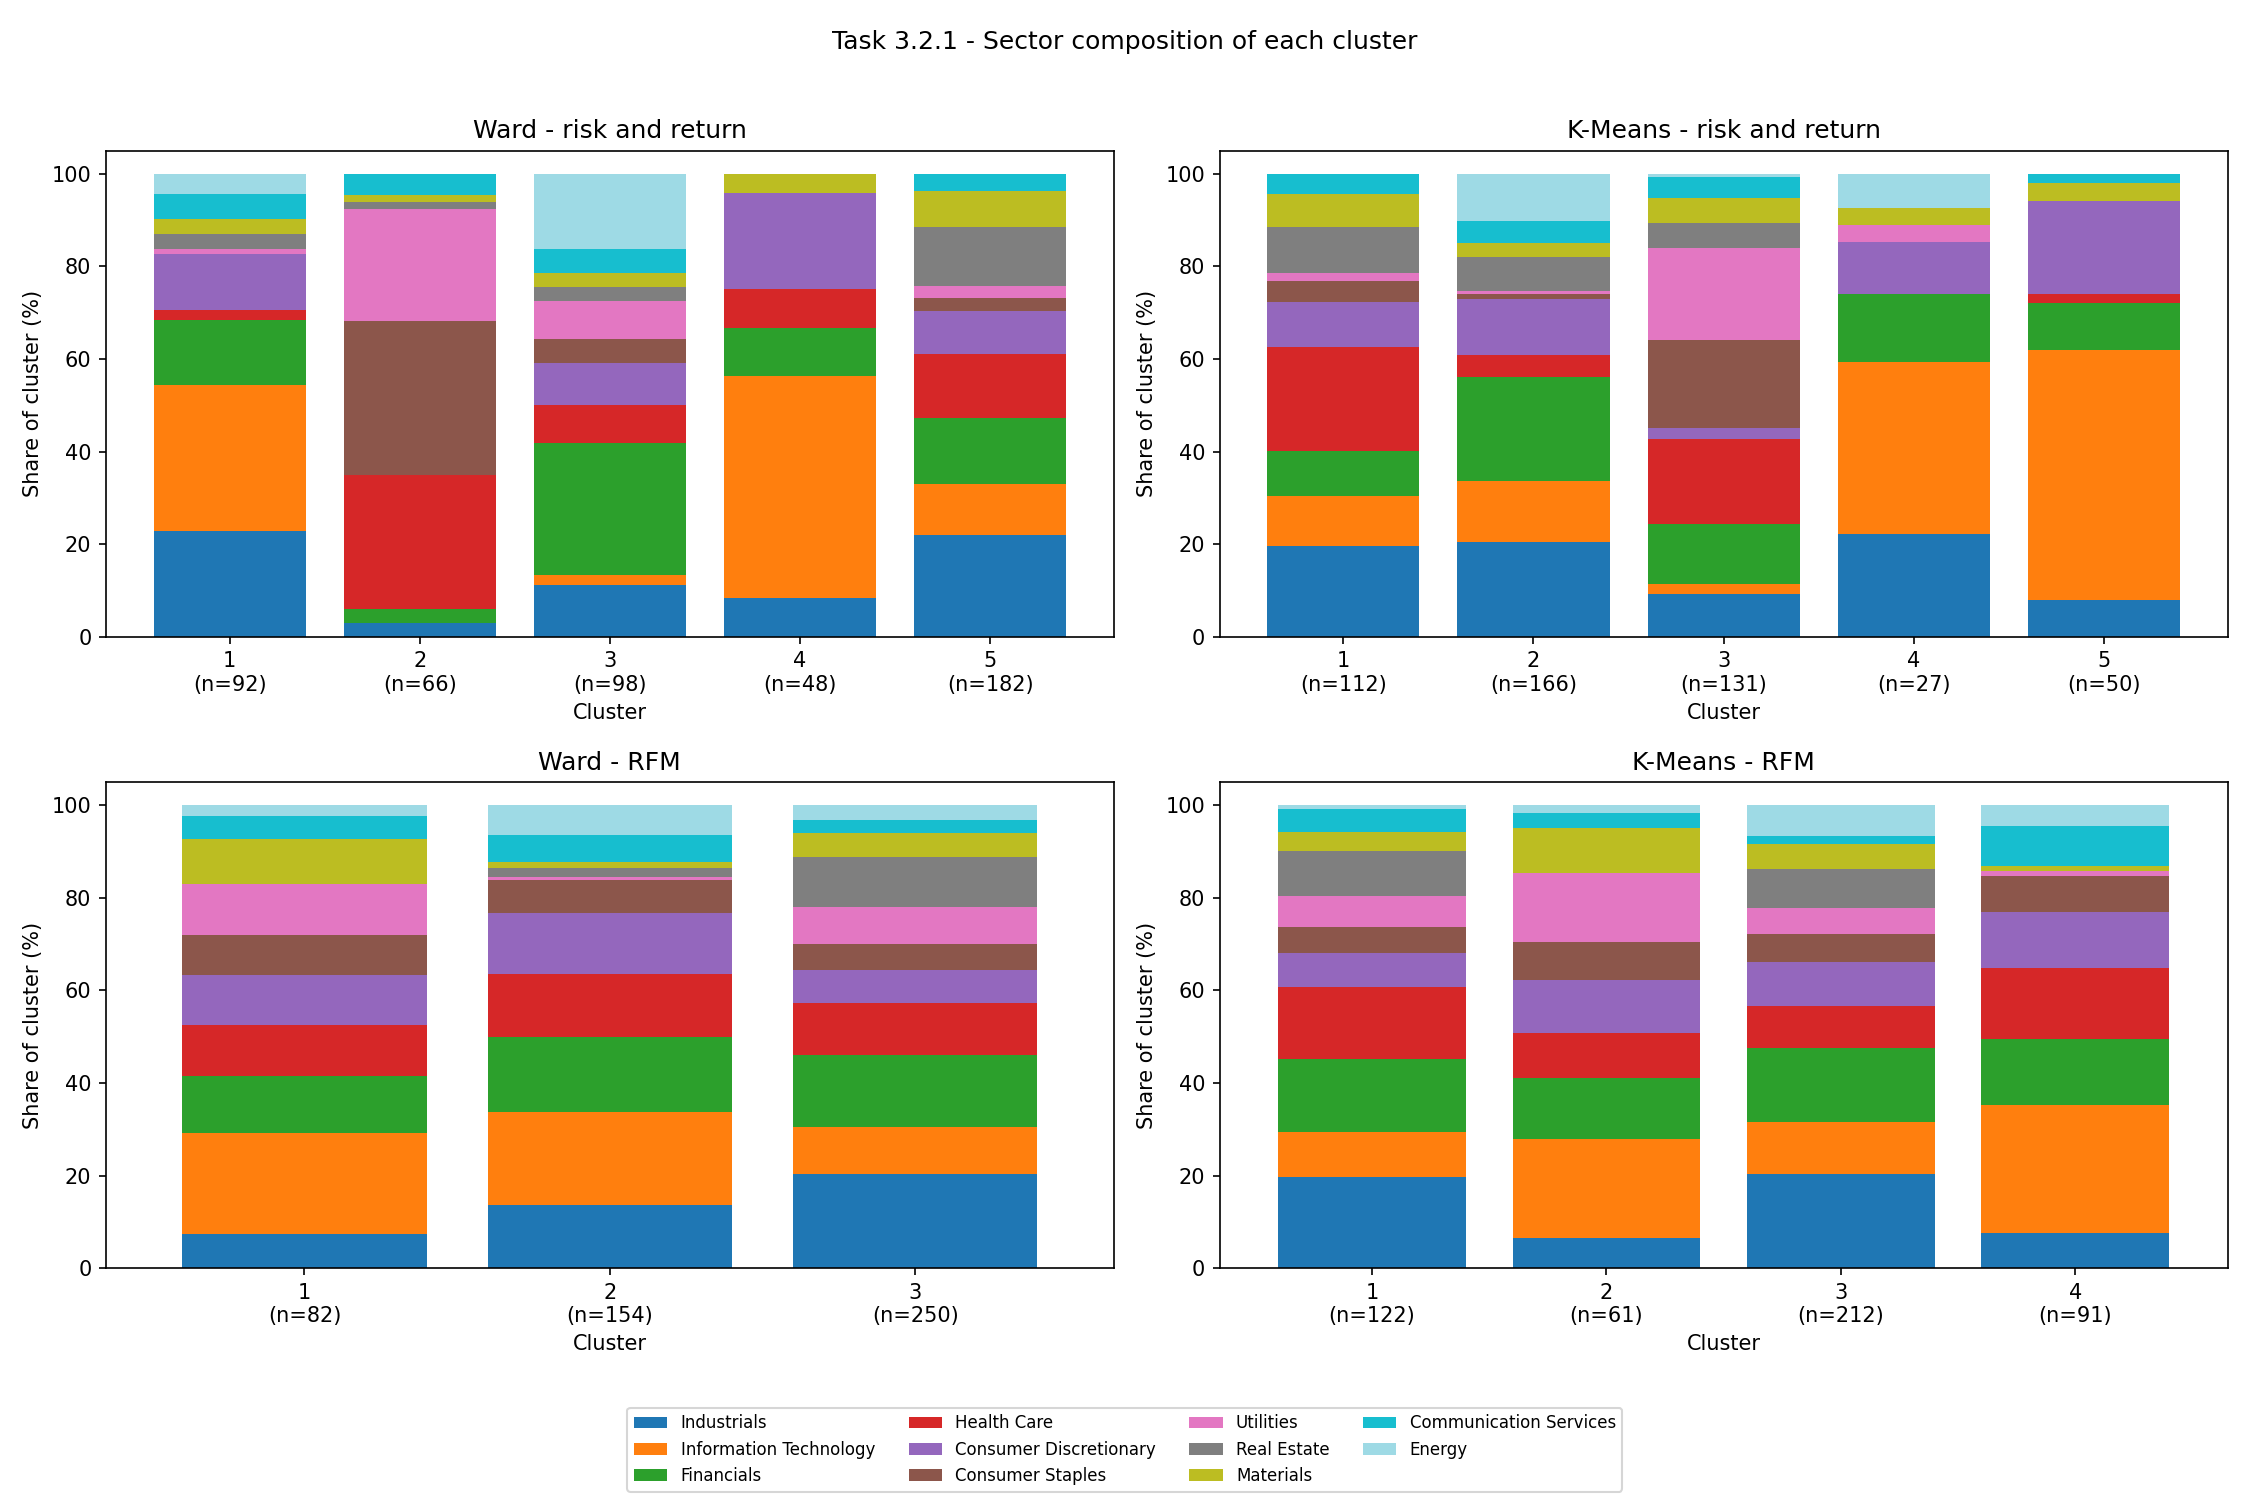 Task 3.2.1 - Sector composition of each cluster
Ward - risk and return
Share of cluster (%)
100
80
60
40
20
0
1 2 3 4 5
(n=92) (n=66) (n=98) (n=48) (n=182)
Cluster
K-Means - risk and return
Share of cluster (%)
100
80
60
40
20
0
1 2 3 4 5
(n=112) (n=166) (n=131) (n=27) (n=50)
Cluster
Ward - RFM
Share of cluster (%)
100
80
60
40
20
0
1 2 3
(n=82) (n=154) (n=250)
Cluster
K-Means - RFM
Share of cluster (%)
100
80
60
40
20
0
1 2 3 4
(n=122) (n=61) (n=212) (n=91)
Cluster
Industrials
Information Technology
Financials
Health Care
Consumer Discretionary
Consumer Staples
Utilities
Real Estate
Materials
Communication Services
Energy